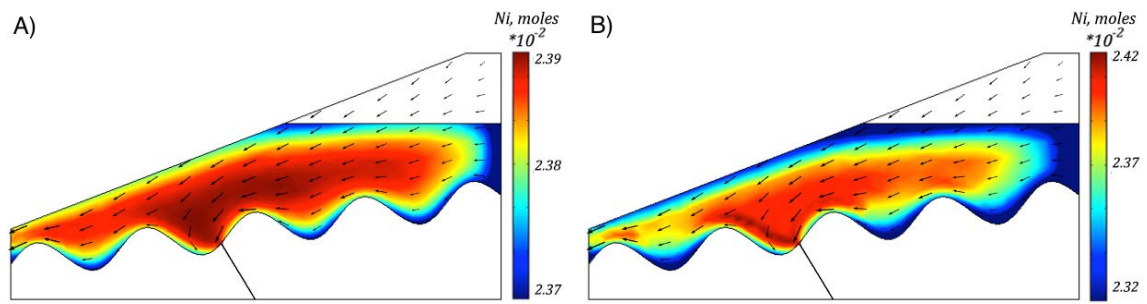 A)
Ni, moles
*10-2
2.39
2.38
2.37
B)
Ni, moles
*10-2
2.42
2.37
2.32